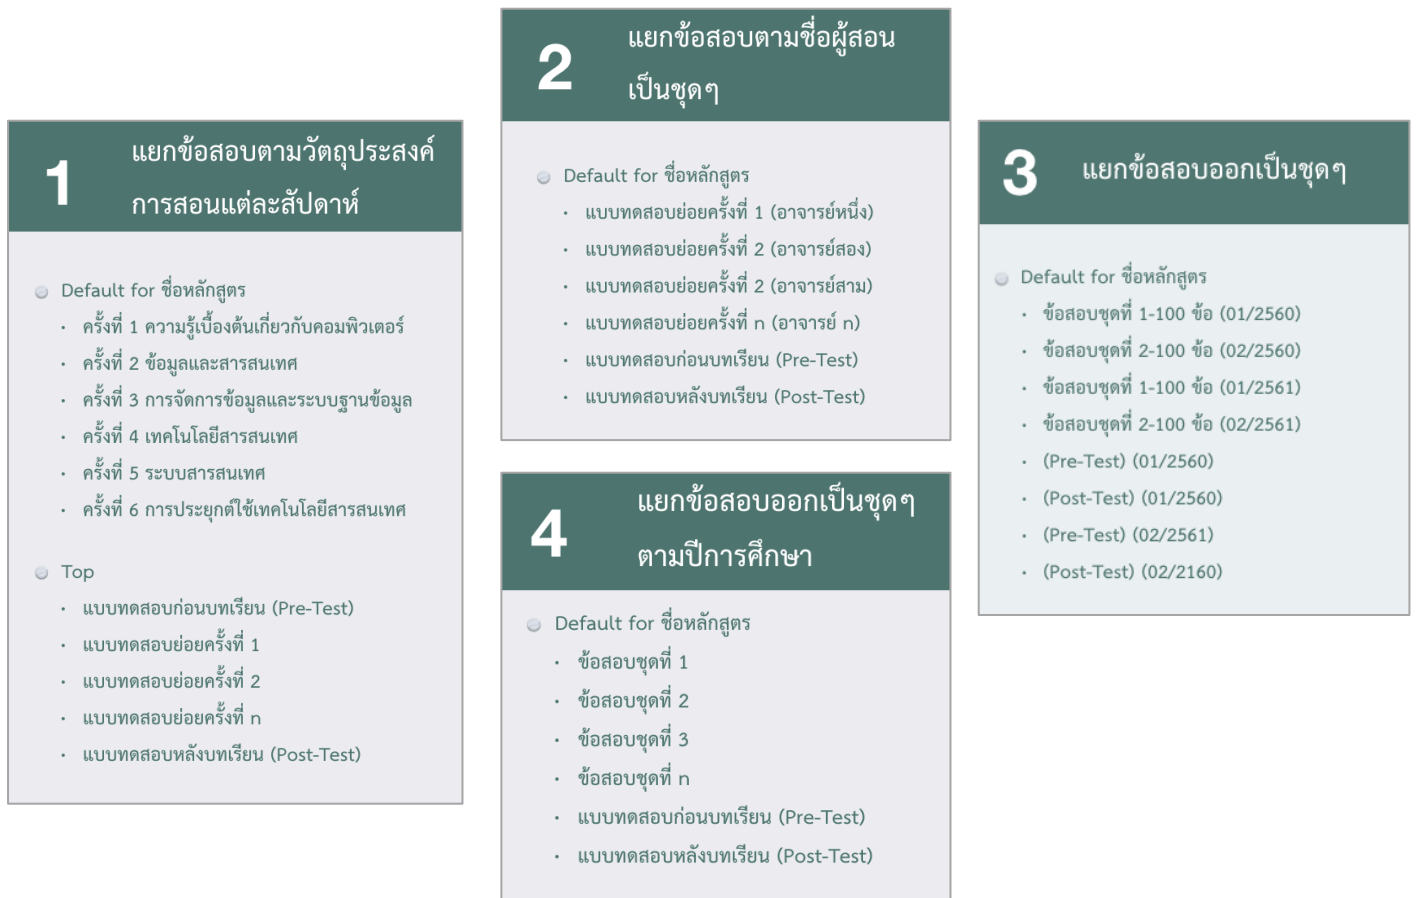 1
แยกข้อสอบตามวัตถุประสงค์
การสอนแต่ละสัปดาห์
Default for ชื่อหลักสูตร
· ครั้งที่ 1 ความรู้เบื้องต้นเกี่ยวกับคอมพิวเตอร์
· ครั้งที่ 2 ข้อมูลและสารสนเทศ
· ครั้งที่ 3 การจัดการข้อมูลและระบบฐานข้อมูล
· ครั้งที่ 4 เทคโนโลยีสารสนเทศ
· ครั้งที่ 5 ระบบสารสนเทศ
· ครั้งที่ 6 การประยุกต์ใช้เทคโนโลยีสารสนเทศ
Top
· แบบทดสอบก่อนบทเรียน (Pre-Test)
· แบบทดสอบย่อยครั้งที่ 1
· แบบทดสอบย่อยครั้งที่ 2
· แบบทดสอบย่อยครั้งที่ n
· แบบทดสอบหลังบทเรียน (Post-Test)
2
แยกข้อสอบตามชื่อผู้สอน
เป็นชุดๆ
Default for ชื่อหลักสูตร
· แบบทดสอบย่อยครั้งที่ 1 (อาจารย์หนึ่ง)
· แบบทดสอบย่อยครั้งที่ 2 (อาจารย์สอง)
· แบบทดสอบย่อยครั้งที่ 2 (อาจารย์สาม)
· แบบทดสอบย่อยครั้งที่ n (อาจารย์ n)
· แบบทดสอบก่อนบทเรียน (Pre-Test)
· แบบทดสอบหลังบทเรียน (Post-Test)
3
แยกข้อสอบออกเป็นชุดๆ
Default for ชื่อหลักสูตร
· ข้อสอบชุดที่ 1-100 ข้อ (01/2560)
· ข้อสอบชุดที่ 2-100 ข้อ (02/2560)
· ข้อสอบชุดที่ 1-100 ข้อ (01/2561)
· ข้อสอบชุดที่ 2-100 ข้อ (02/2561)
· (Pre-Test) (01/2560)
· (Post-Test) (01/2560)
· (Pre-Test) (02/2561)
· (Post-Test) (02/2160)
4
แยกข้อสอบออกเป็นชุดๆ
ตามปีการศึกษา
Default for ชื่อหลักสูตร
· ข้อสอบชุดที่ 1
· ข้อสอบชุดที่ 2
· ข้อสอบชุดที่ 3
· ข้อสอบชุดที่ n
· แบบทดสอบก่อนบทเรียน (Pre-Test)
· แบบทดสอบหลังบทเรียน (Post-Test)